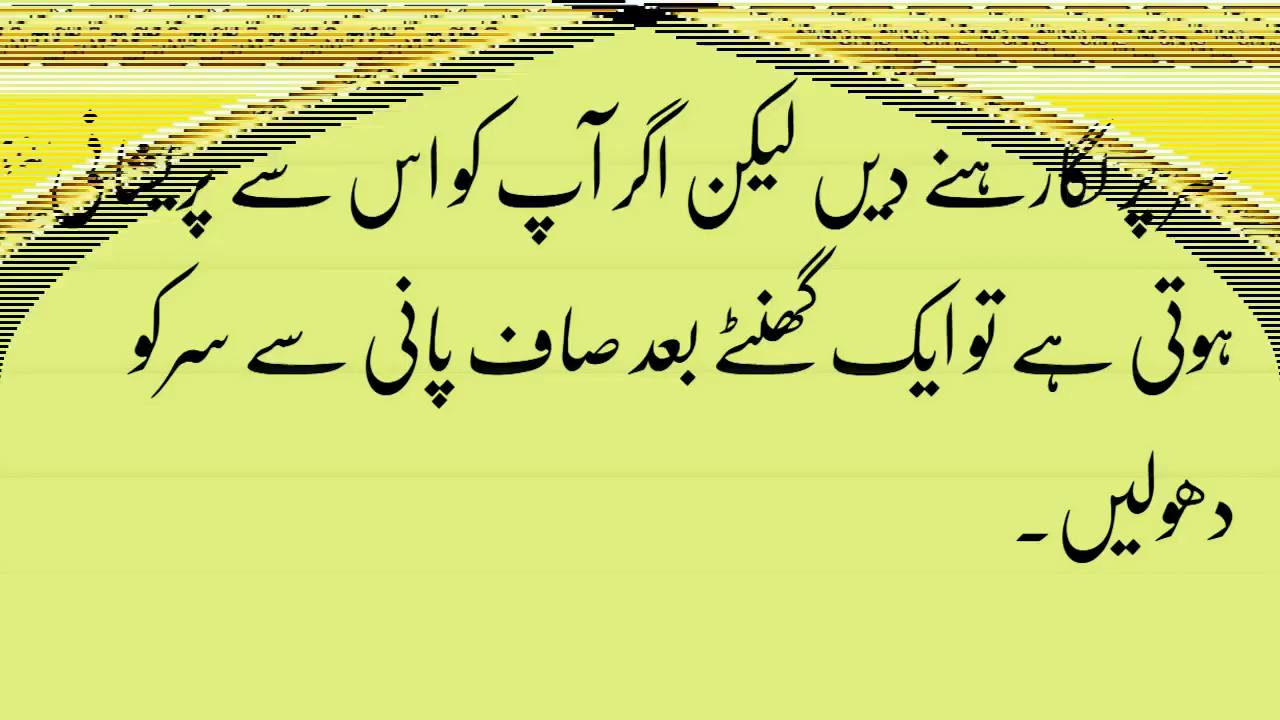 سر پر لگا رہنے دیں لیکن اگر آپ کو اس سے پریشانی
ہوتی ہے تو ایک گھنٹے بعد صاف پانی سے سر کو
دھو لیں ۔